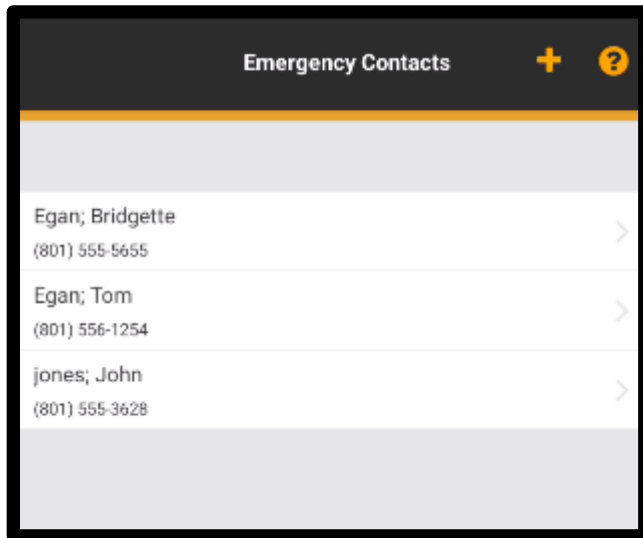 Emergency Contacts
Egan; Bridgette
(801) 555-5655
Egan; Tom
(801) 556-1254
jones; John
(801) 555-3628